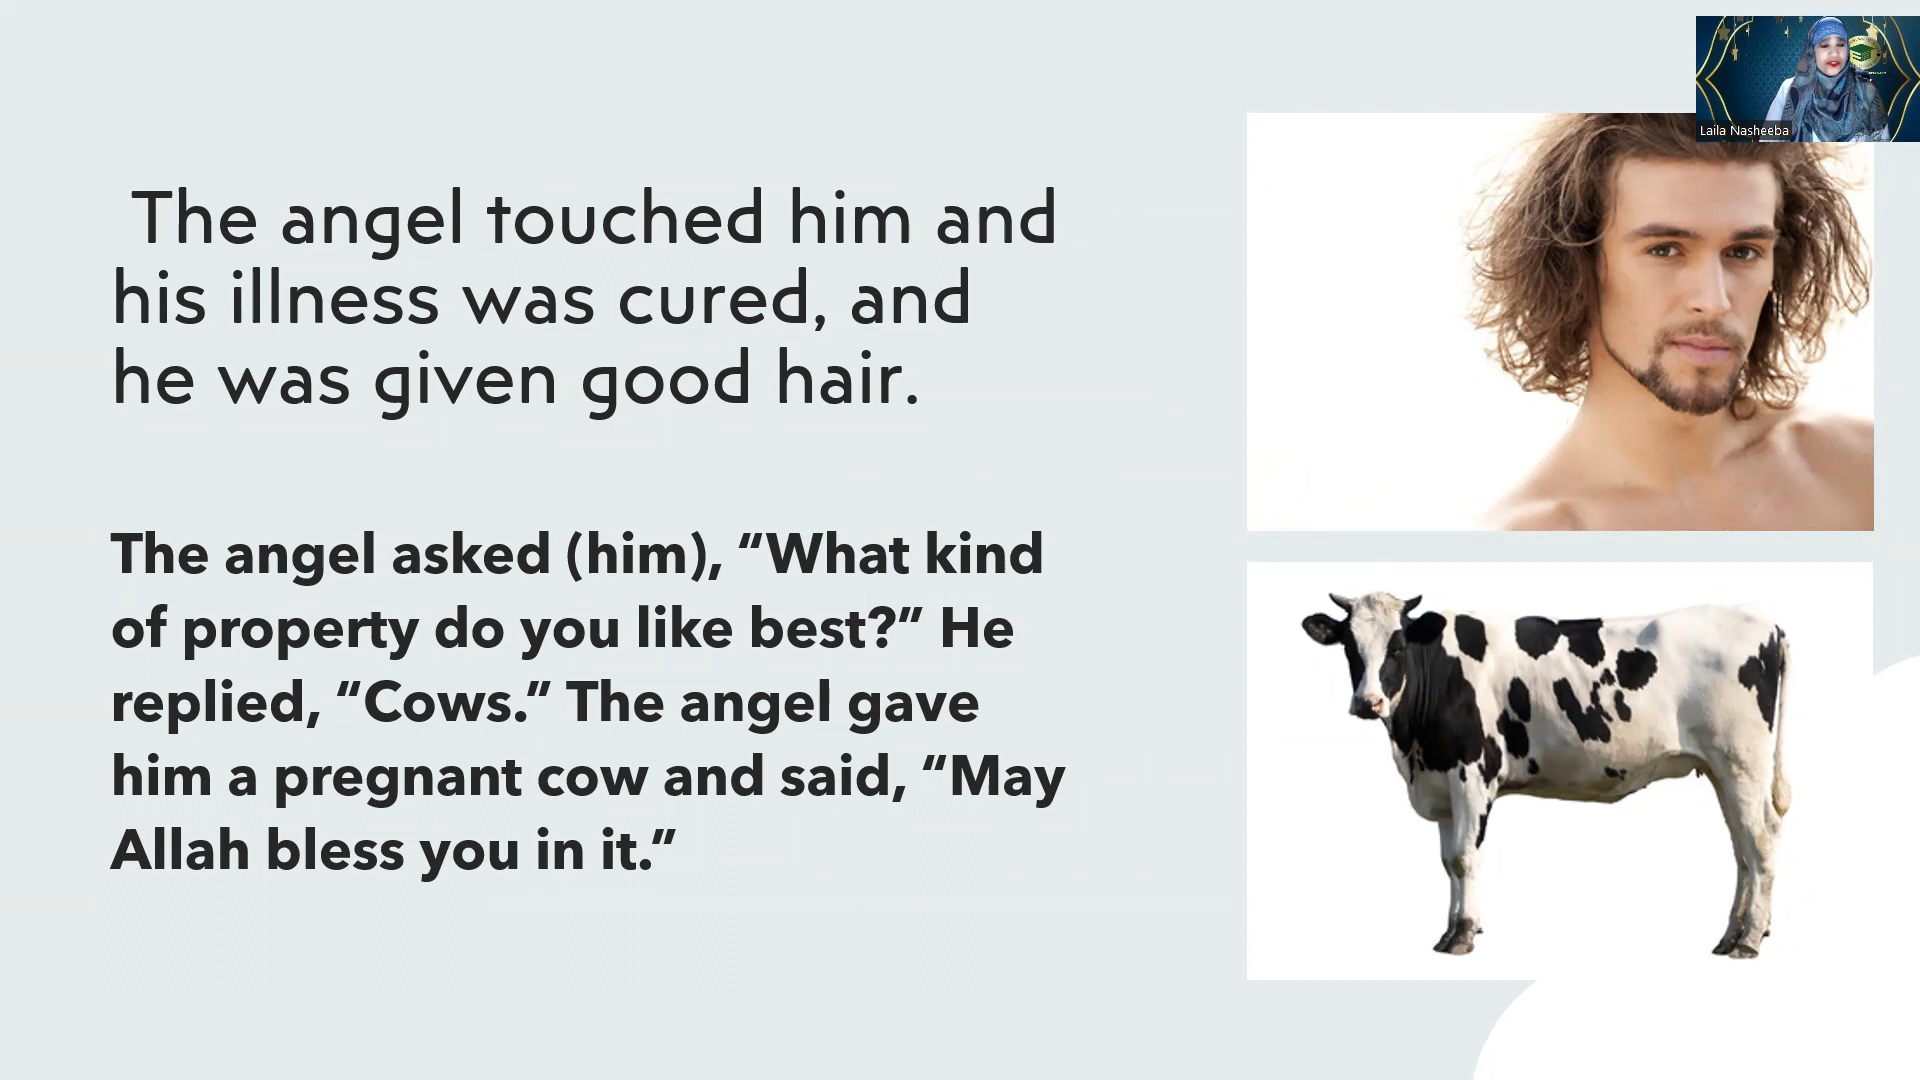 The angel touched him and
his illness was cured, and
he was given good hair.
The angel asked (him), “What kind
of property do you like best?” He
replied, “Cows.” The angel gave
him a pregnant cow and said, “May
Allah bless you in it.”
Laila Nasheeba